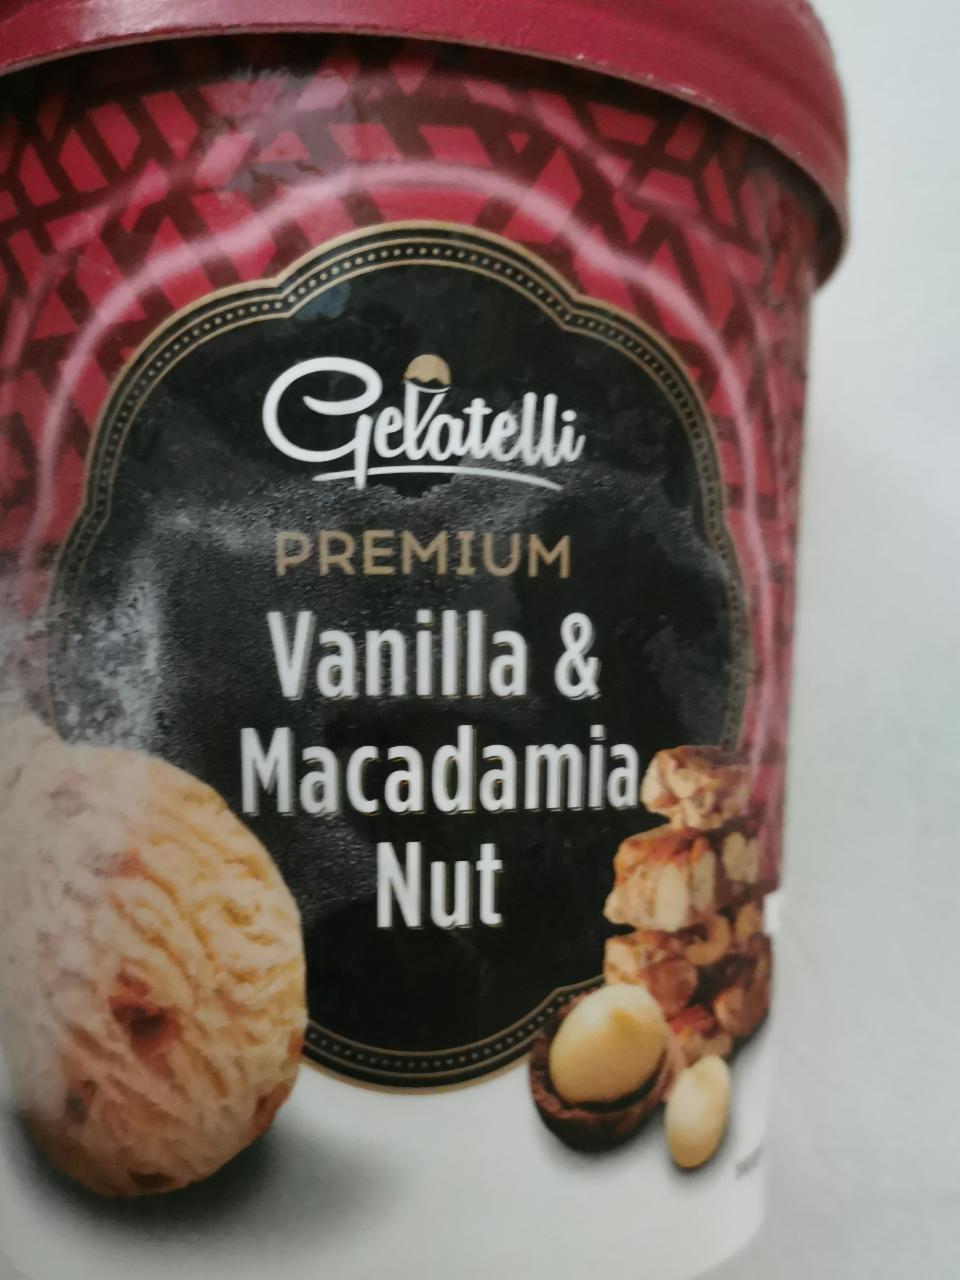 Gelatelli
PREMIUM
Vanilla &
Macadamia
Nut